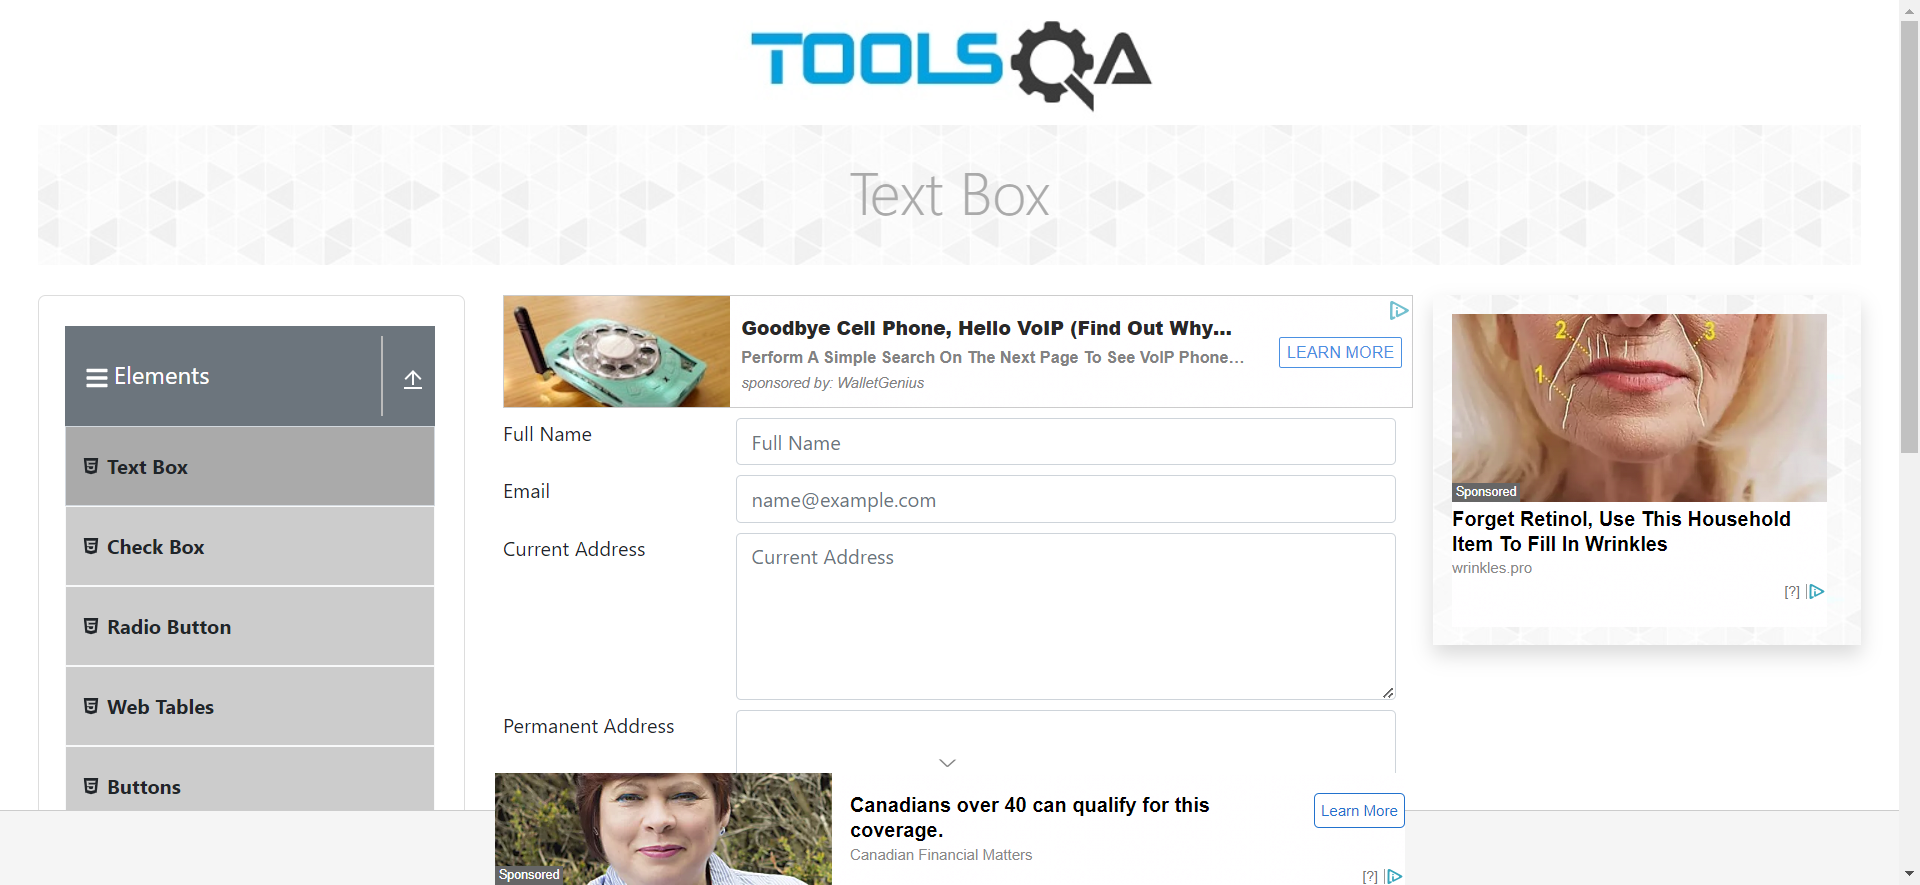 TOOLSQA
Text Box
Elements
Text Box
Check Box
Radio Button
Web Tables
Buttons
Goodbye Cell Phone, Hello VoIP (Find Out Why...
Perform A Simple Search On The Next Page To See VoIP Phone...
sponsored by: WalletGenius
LEARN MORE
Full Name
Full Name
Email
name@example.com
Current Address
Current Address
Permanent Address
1
2
3
Sponsored
Forget Retinol, Use This Household
Item To Fill In Wrinkles
wrinkles.pro
[?]
Sponsored
Canadians over 40 can qualify for this
coverage.
Canadian Financial Matters
Learn More
[?]